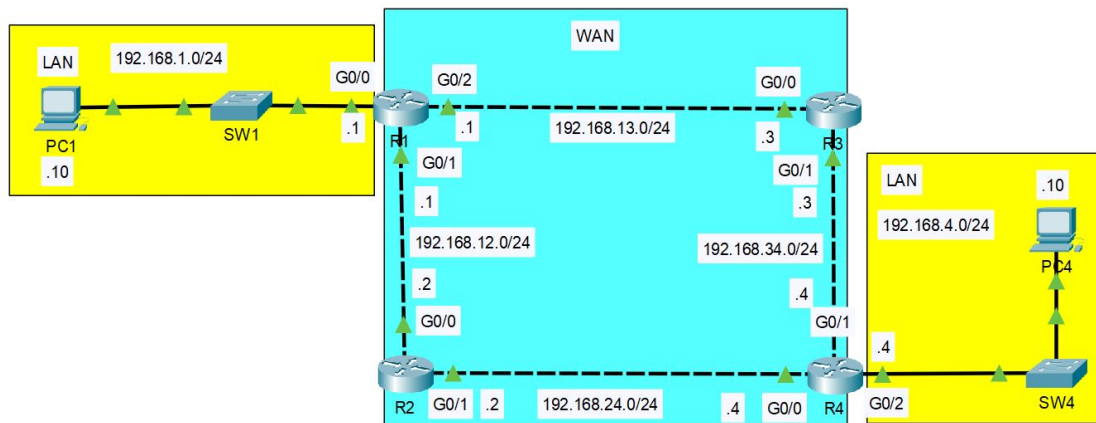 WAN
LAN
192.168.1.0/24
G0/0
G0/2
G0/0
.1
.1
192.168.13.0/24
.3
PC1
SW1
R1
R3
.10
G0/1
G0/1
LAN
.10
.1
.3
192.168.4.0/24
192.168.12.0/24
192.168.34.0/24
PC4
.2
.4
G0/0
G0/1
.4
R2
G0/1
.2
192.168.24.0/24
.4
G0/0
R4
G0/2
SW4